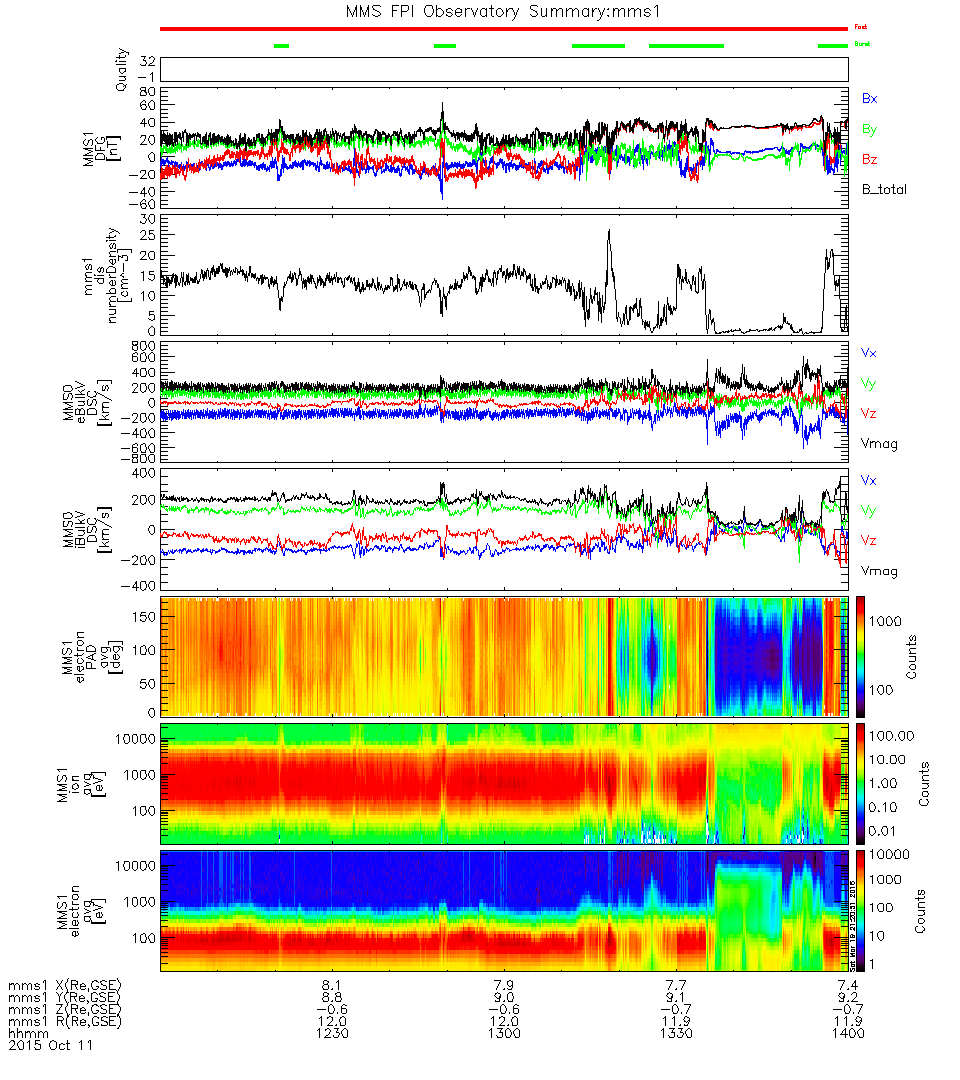 MMS FPI Observatory Summary:mms1
Fast
Burst
Quality
32
-1
MMS1
DFG
[nT]
80
60
40
20
0
-20
-40
-60
Bx
By
Bz
B_total
mms1
dis
numberDensity
[cm^-3]
30
25
20
15
10
5
0
MMS0
eBulkV
DSC
[km/s]
800
600
400
200
0
-200
-400
-600
-800
Vx
Vy
Vz
Vmag
MMS0
iBulkV
DSC
[km/s]
400
200
0
-200
-400
Vx
Vy
Vz
Vmag
MMS1
electron
PAD
avg
[deg]
150
100
50
0
1000
100
Counts
MMS1
ion
avg
[eV]
10000
1000
100
100.00
10.00
1.00
0.10
0.01
Counts
MMS1
electron
avg
[eV]
10000
1000
100
10000
1000
100
10
1
Counts
mms1 X(Re,GSE) 8.1 7.9 7.7 7.4
mms1 Y(Re,GSE) 8.8 9.0 9.1 9.2
mms1 Z(Re,GSE) -0.6 -0.6 -0.7 -0.7
mms1 R(Re,GSE) 12.0 12.0 11.9 11.9
hhmm 1230 1300 1330 1400
2015 Oct 11